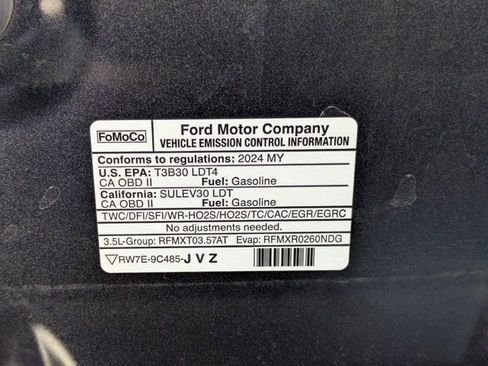 FoMoCo
Ford Motor Company
VEHICLE EMISSION CONTROL INFORMATION
Conforms to regulations: 2024 MY
U.S. EPA: T3B30 LDT4
CA OBD II Fuel: Gasoline
California: SULEV30 LDT
CA OBD II Fuel: Gasoline
TWC/DFI/SFI/WR-HO2S/HO2S/TC/CAC/EGR/EGRC
No adjustments needed.
3.5L-Group: RFMXT03.57AT Evap: RFMXR0260NDG
RW7E-9C485-JVZ